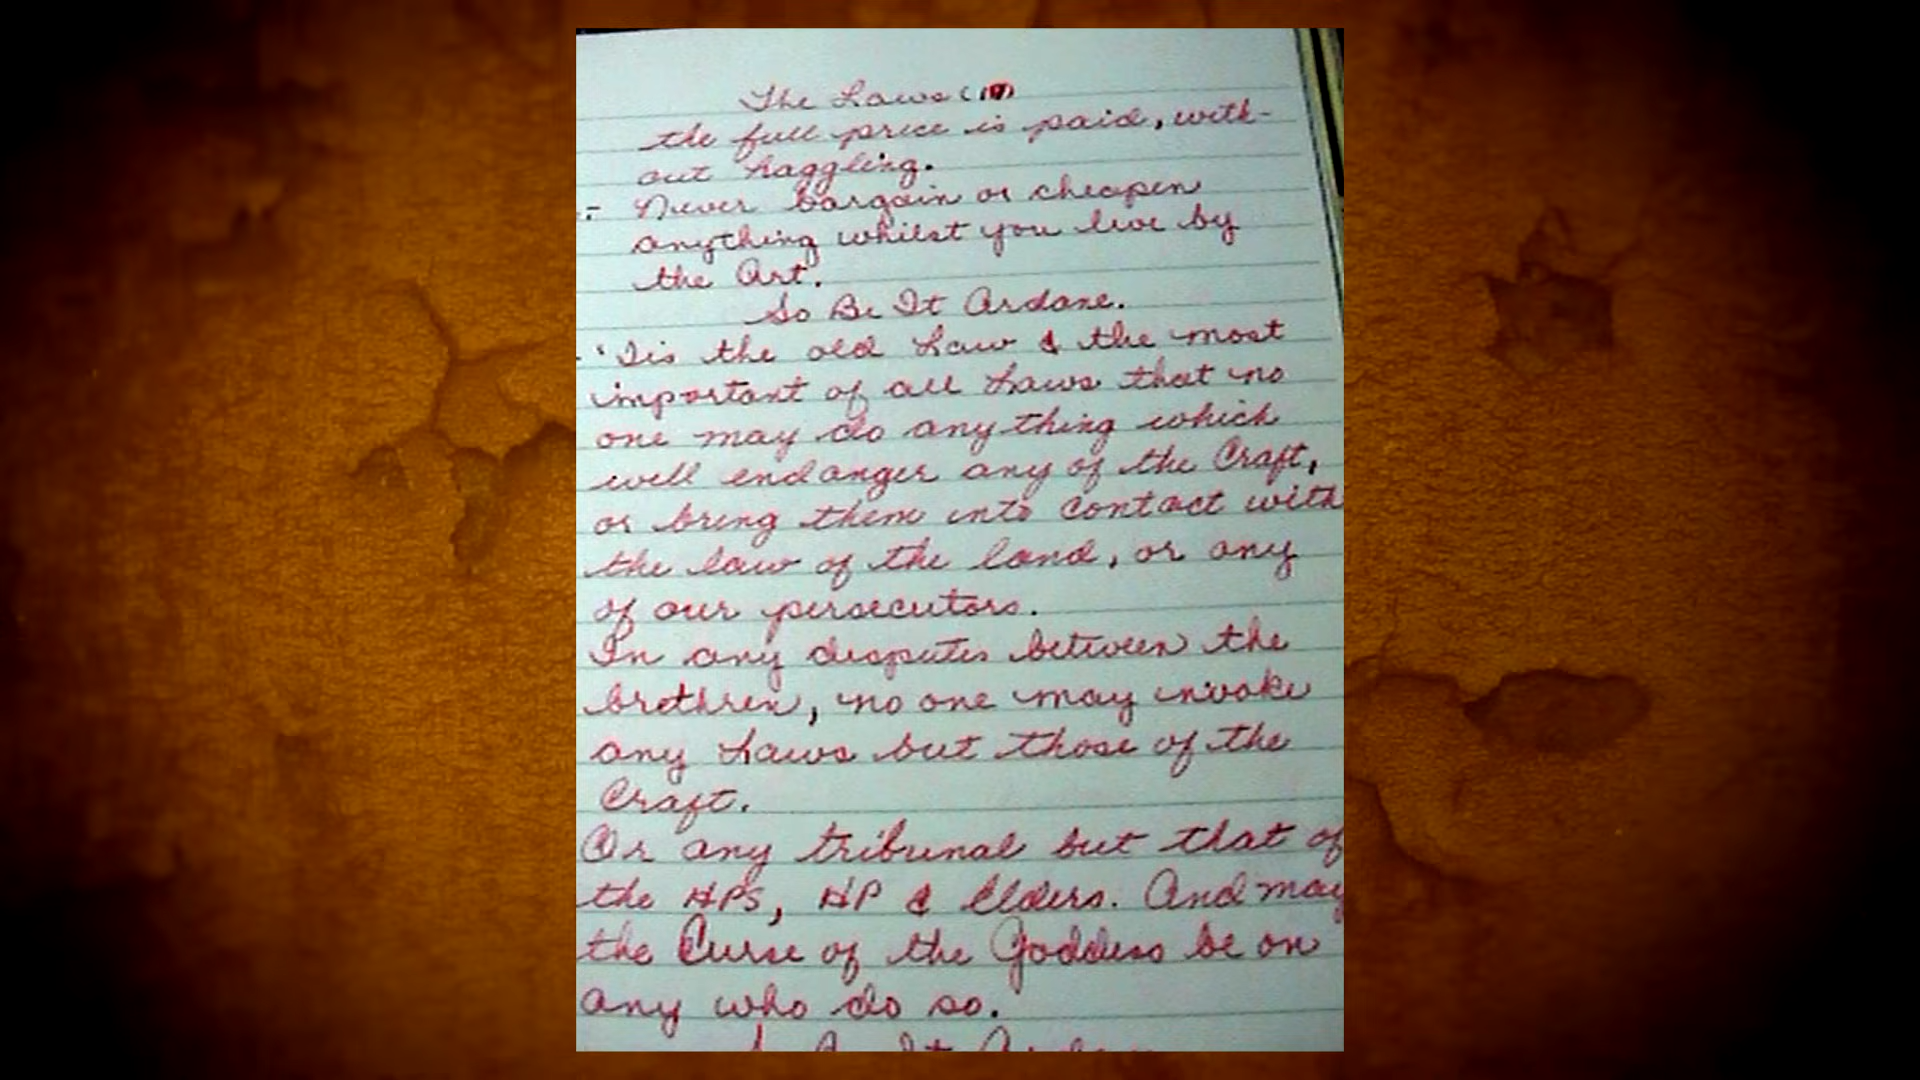 The Laws (10)
the full price is paid, with-
out haggling.
- Never bargain or cheapen
anything whilst you live by
the Art.
So Be It Ardane.
- 'Tis the old Law & the most
important of all Laws that no
one may do anything which
will endanger any of the Craft,
or bring them into contact with
the law of the land, or any
of our persecutors.
In any disputes between the
brethren, no one may invoke
any Laws but those of the
Craft.
Or any tribunal but that of
the HPS, HP & Elders. And may
the Curse of the Goddess be on
any who do so.